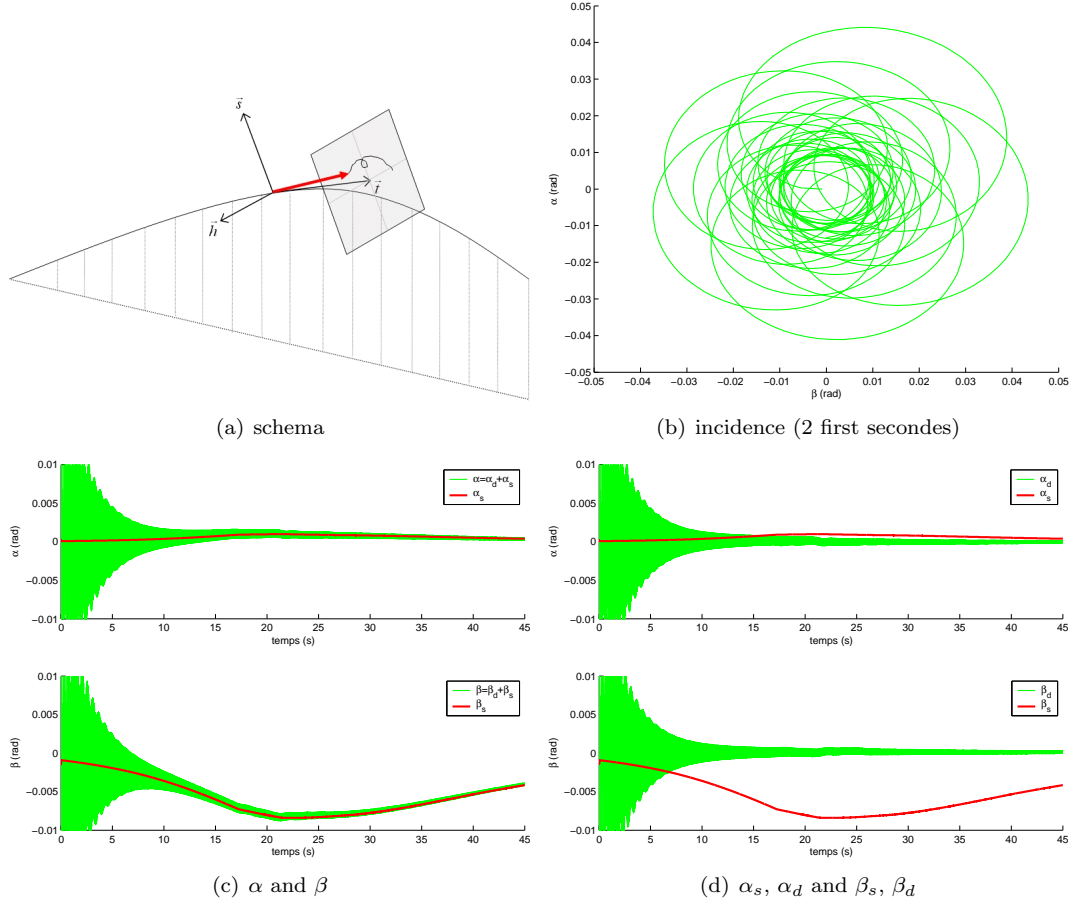 s⃗
h⃗
t⃗
(a) schema
0.05
0.04
0.03
0.02
0.01
0
−0.01
−0.02
−0.03
−0.04
−0.05
α (rad)
−0.05 −0.04 −0.03 −0.02 −0.01 0 0.01 0.02 0.03 0.04 0.05
β (rad)
(b) incidence (2 first secondes)
0.01
0.005
0
−0.005
−0.01
α (rad)
α=α_d+α_s
α_s
0 5 10 15 20 25 30 35 40 45
temps (s)
0.01
0.005
0
−0.005
−0.01
β (rad)
β=β_d+β_s
β_s
0 5 10 15 20 25 30 35 40 45
temps (s)
(c) α and β
0.01
0.005
0
−0.005
−0.01
α (rad)
α_d
α_s
0 5 10 15 20 25 30 35 40 45
temps (s)
0.01
0.005
0
−0.005
−0.01
β (rad)
β_d
β_s
0 5 10 15 20 25 30 35 40 45
temps (s)
(d) α_s, α_d and β_s, β_d